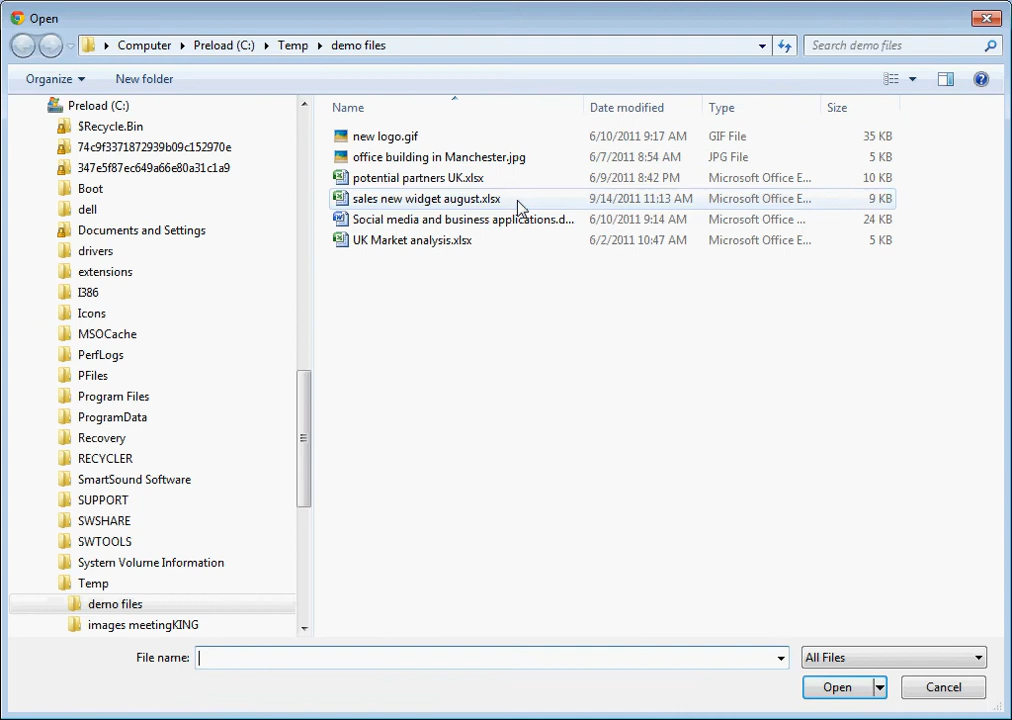 Open
Computer Preload (C:) Temp demo files Search demo files
Organize New folder
Preload (C:)
$Recycle.Bin
74c9f3371872939b09c152970e
347e5f87ec649a66e80a31c1a9
Boot
dell
Documents and Settings
drivers
extensions
I386
Icons
MSOCache
PerfLogs
PFiles
Program Files
ProgramData
Recovery
RECYCLER
SmartSound Software
SUPPORT
SWSHARE
SWTOOLS
System Volume Information
Temp
demo files
images meetingKING
Name Date modified Type Size
new logo.gif 6/10/2011 9:17 AM GIF File 35 KB
office building in Manchester.jpg 6/7/2011 8:54 AM JPG File 5 KB
potential partners UK.xlsx 6/9/2011 8:42 PM Microsoft Office E... 10 KB
sales new widget august.xlsx 9/14/2011 11:13 AM Microsoft Office E... 9 KB
Social media and business applications.d... 6/10/2011 9:14 AM Microsoft Office E... 24 KB
UK Market analysis.xlsx 6/2/2011 10:47 AM Microsoft Office E... 5 KB
File name: All Files
Open Cancel